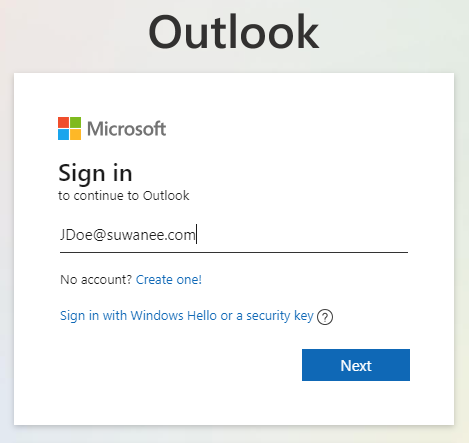 Outlook
Microsoft
Sign in
to continue to Outlook
JDoe@suwanee.com
No account? Create one!
Sign in with Windows Hello or a security key ?
Next